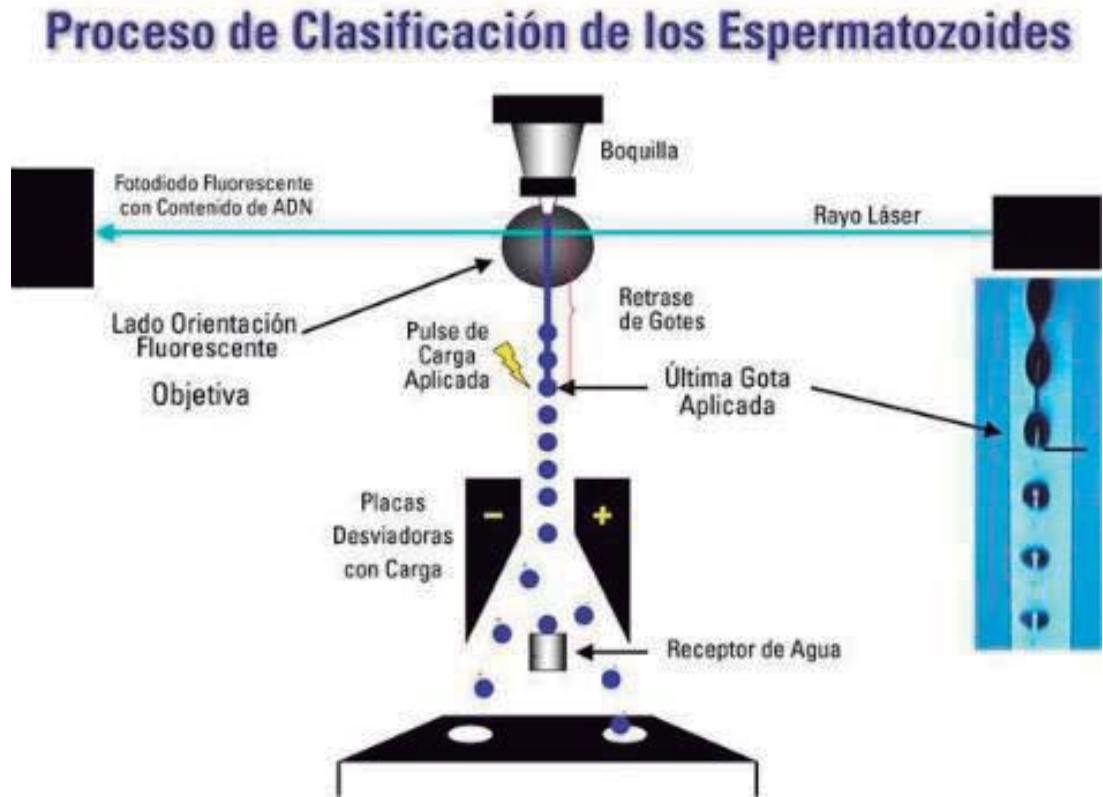 Proceso de Clasificación de los Espermatozoides
Boquilla
Fotodiodo Fluorescente
con Contenido de ADN
Rayo Láser
Lado Orientación
Fluorescente
Objetiva
Pulse de
Carga
Aplicada
Retrase
de Gotes
Última Gota
Aplicada
Placas
Desviadoras
con Carga
−
+
Receptor de Agua